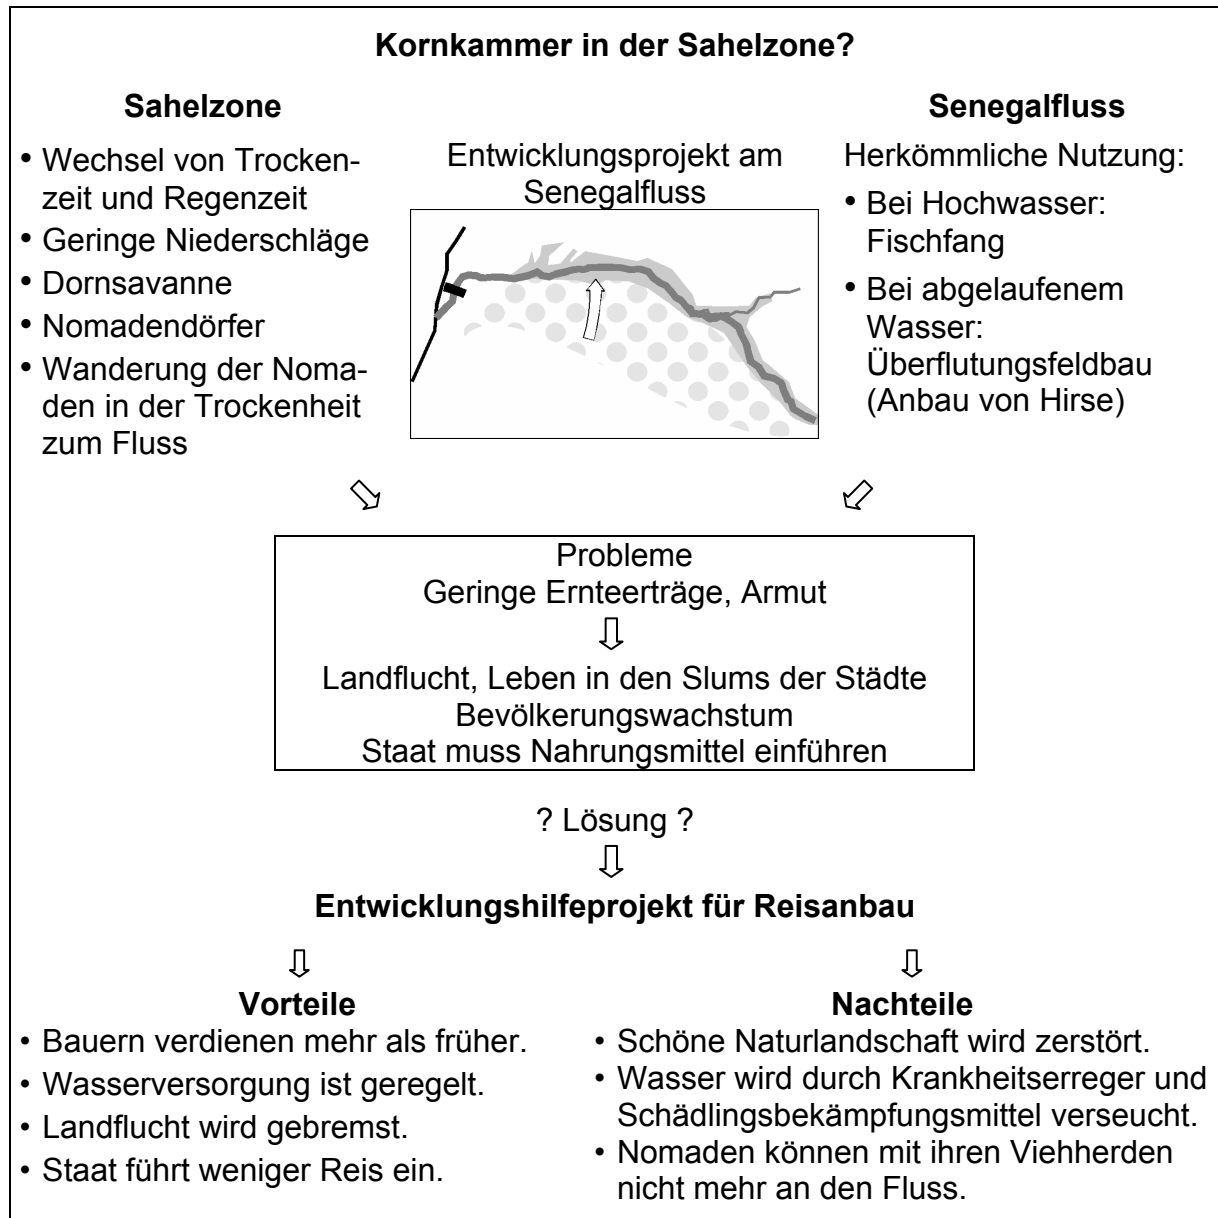 Kornkammer in der Sahelzone?
Sahelzone
• Wechsel von Trocken-
zeit und Regenzeit
• Geringe Niederschläge
• Dornsavanne
• Nomadendörfer
• Wanderung der Noma-
den in der Trockenheit
zum Fluss
Entwicklungsprojekt am
Senegalfluss
Senegalfluss
Herkömmliche Nutzung:
• Bei Hochwasser:
Fischfang
• Bei abgelaufenem
Wasser:
Überflutungsfeldbau
(Anbau von Hirse)
Probleme
Geringe Ernteerträge, Armut
Landflucht, Leben in den Slums der Städte
Bevölkerungswachstum
Staat muss Nahrungsmittel einführen
? Lösung ?
Entwicklungshilfeprojekt für Reisanbau
Vorteile
• Bauern verdienen mehr als früher.
• Wasserversorgung ist geregelt.
• Landflucht wird gebremst.
• Staat führt weniger Reis ein.
Nachteile
• Schöne Naturlandschaft wird zerstört.
• Wasser wird durch Krankheitserreger und
Schädlingsbekämpfungsmittel verseucht.
• Nomaden können mit ihren Viehherden
nicht mehr an den Fluss.